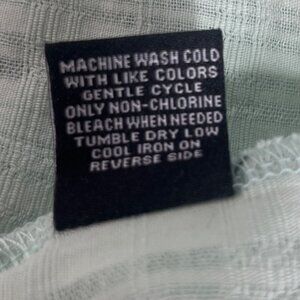 MACHINE WASH COLD
WITH LIKE COLORS
GENTLE CYCLE
ONLY NON-CHLORINE
BLEACH WHEN NEEDED
TUMBLE DRY LOW
COOL IRON ON
REVERSE SIDE